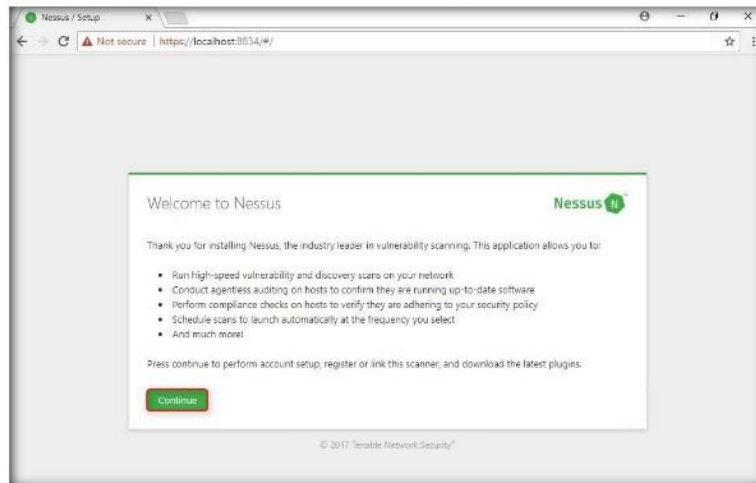 Nessus / Setup
Not secure | https://localhost:8834/#/
Welcome to Nessus
Nessus N
Thank you for installing Nessus, the industry leader in vulnerability scanning. This application allows you to:
Run high-speed vulnerability and discovery scans on your network
Conduct agentless auditing on hosts to confirm they are running up-to-date software
Perform compliance checks on hosts to verify they are adhering to your security policy
Schedule scans to launch automatically at the frequency you select
And much more!
Press continue to perform account setup, register or link this scanner, and download the latest plugins.
Continue
© 2017 Tenable Network Security®